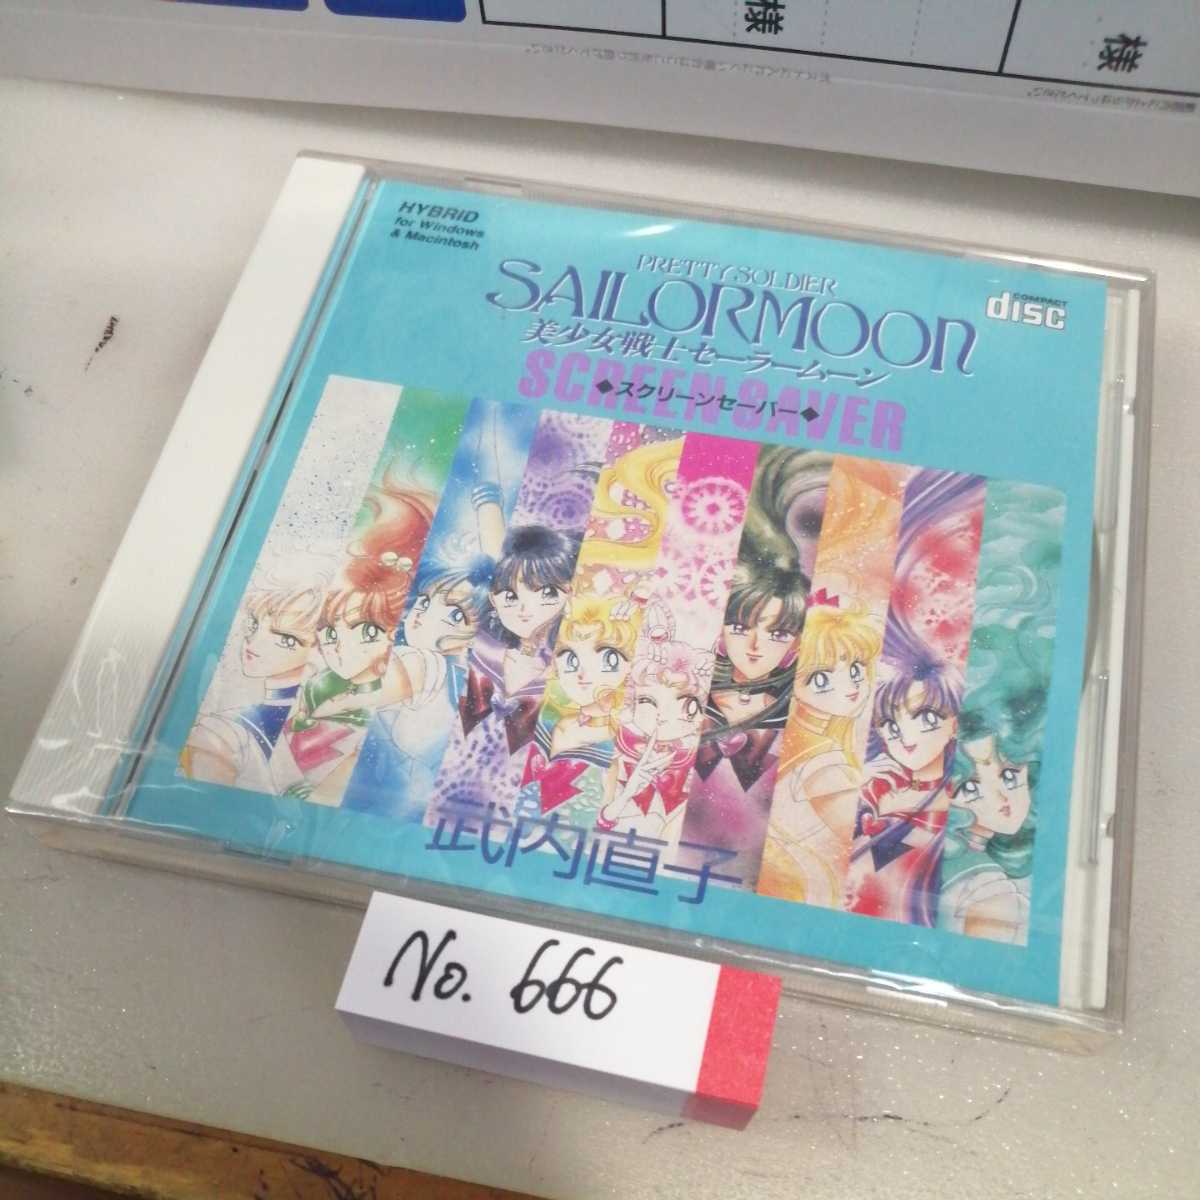 様
様
HYBRID
for Windows
& Macintosh
PRETTY SOLDIER
SAILORMOON
美少女戦士セーラームーン
SCREEN SAVER
◆スクリーンセーバー◆
COMPACT
disc
武内直子
No. 666